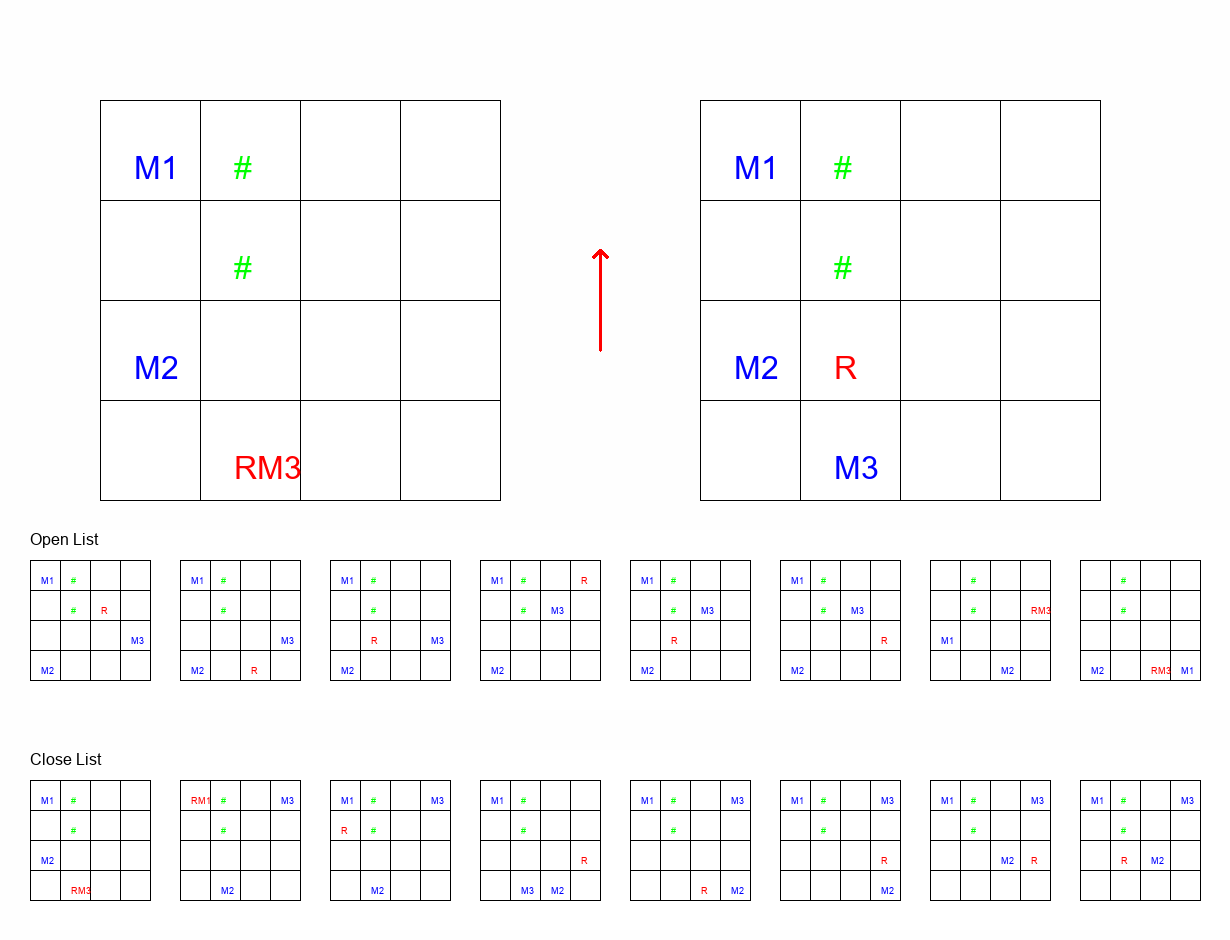 M1 # M1 #
# #
M2 M2 R
RM3 M3
Open List
M1 # M1 # M1 # M1 # R M1 # M1 # # #
# R # # # M3 # M3 # M3 # RM3 #
M3 M3 R M3 R R M1
M2 M2 R M2 M2 M2 M2 M2 M2 RM3 M1
Close List
M1 # RM1 # M3 M1 # M3 M1 # M1 # M3 M1 # M3 M1 # M3 M1 # M3
# # R # # # # # #
M2 R R M2 R R M2
RM3 M2 M2 M3 M2 R M2 M2